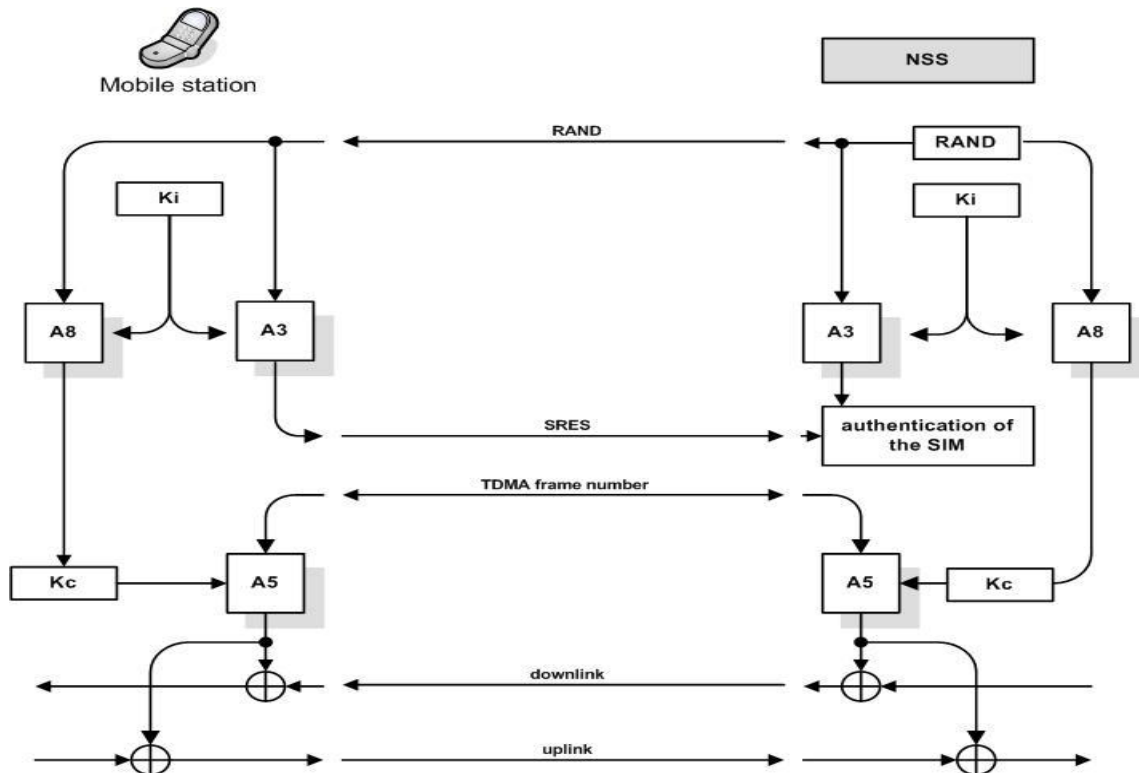 Mobile station
NSS
RAND
RAND
Ki
Ki
A8
A3
A3
A8
SRES
authentication of
the SIM
TDMA frame number
Kc
A5
A5
Kc
downlink
uplink